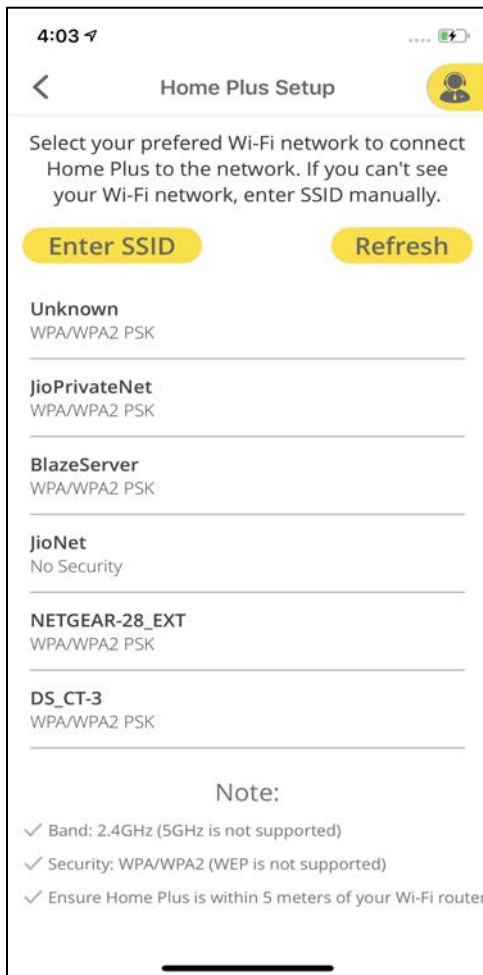 4:03
Home Plus Setup
Select your prefered Wi-Fi network to connect
Home Plus to the network. If you can't see
your Wi-Fi network, enter SSID manually.
Enter SSID Refresh
Unknown
WPA/WPA2 PSK
JioPrivateNet
WPA/WPA2 PSK
BlazeServer
WPA/WPA2 PSK
JioNet
No Security
NETGEAR-28_EXT
WPA/WPA2 PSK
DS_CT-3
WPA/WPA2 PSK
Note:
✓ Band: 2.4GHz (5GHz is not supported)
✓ Security: WPA/WPA2 (WEP is not supported)
✓ Ensure Home Plus is within 5 meters of your Wi-Fi router